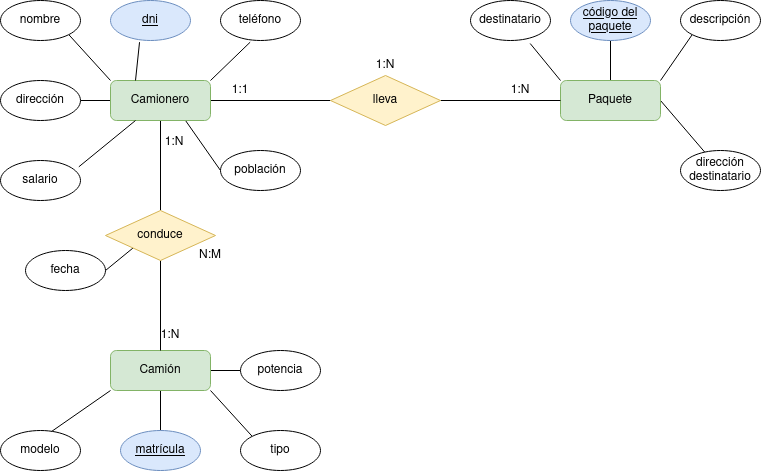 nombre
dni
teléfono
destinatario
código del
paquete
descripción
1:N
dirección
Camionero
1:1
lleva
1:N
Paquete
1:N
salario
población
dirección
destinatario
conduce
N:M
fecha
1:N
Camión
potencia
modelo
matrícula
tipo